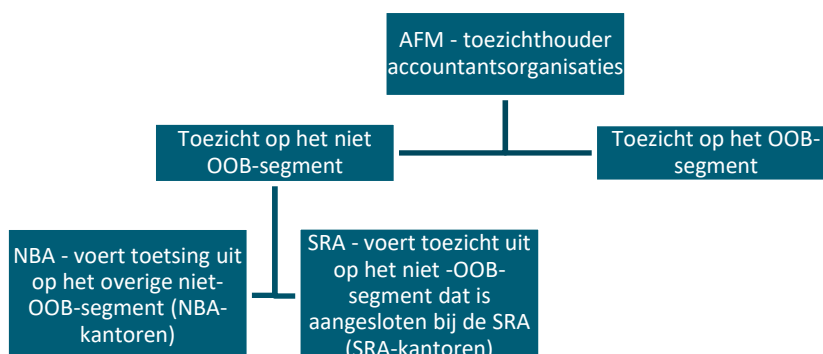 AFM - toezichthouder
accountantsorganisaties
Toezicht op het niet
OOB-segment
Toezicht op het OOB-
segment
NBA - voert toetsing uit
op het overige niet-
OOB-segment (NBA-
kantoren)
SRA - voert toezicht uit
op het niet -OOB-
segment dat is
aangesloten bij de SRA
(SRA-kantoren)